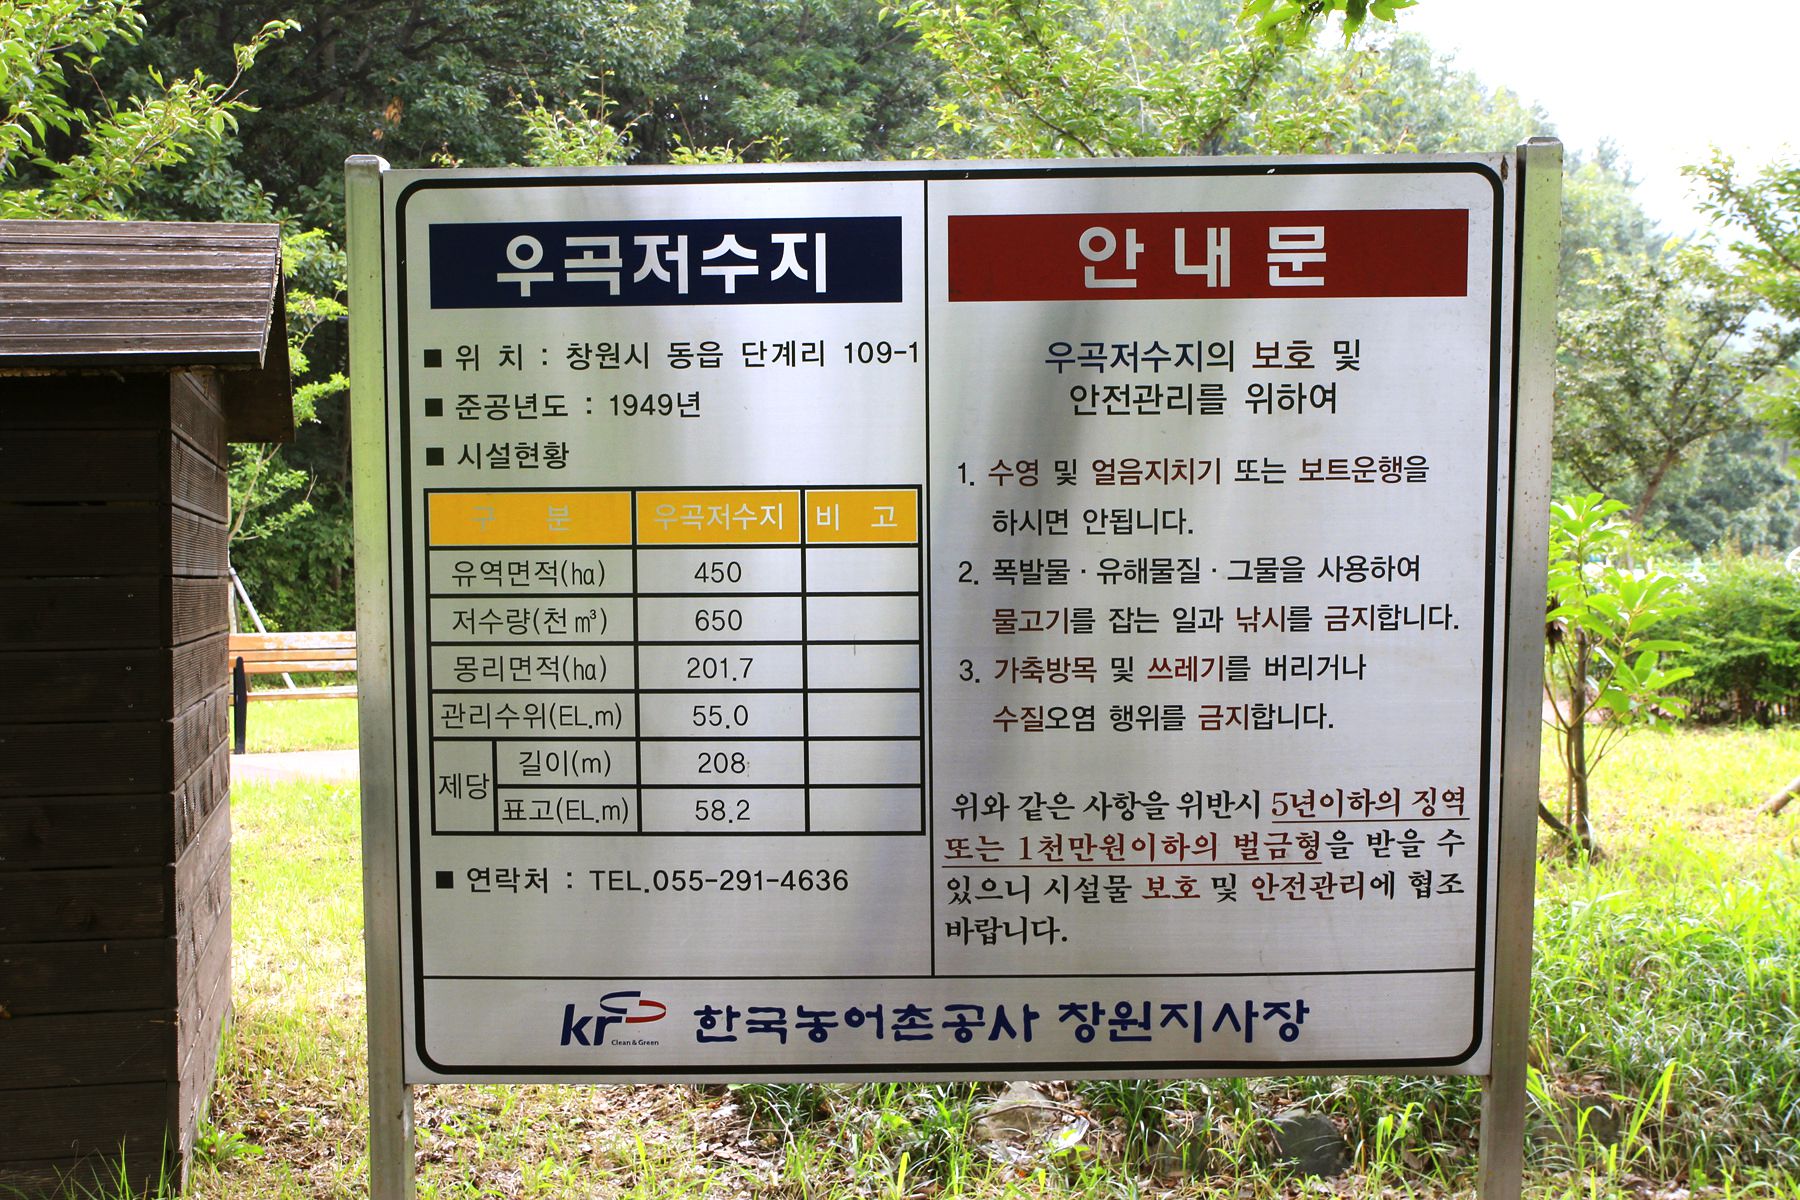 우곡저수지
■ 위 치 : 창원시 동읍 단계리 109-1
■ 준공년도 : 1949년
■ 시설현황
구 분 우곡저수지 비 고
유역면적(ha) 450
저수량(천㎥) 650
몽리면적(ha) 201.7
관리수위(EL.m) 55.0
제당 길이(m) 208
표고(EL.m) 58.2
■ 연락처 : TEL.055-291-4636
안 내 문
우곡저수지의 보호 및
안전관리를 위하여
1. 수영 및 얼음지치기 또는 보트운행을
하시면 안됩니다.
2. 폭발물·유해물질·그물을 사용하여
물고기를 잡는 일과 낚시를 금지합니다.
3. 가축방목 및 쓰레기를 버리거나
수질오염 행위를 금지합니다.
위와 같은 사항을 위반시 5년이하의 징역
또는 1천만원이하의 벌금형을 받을 수
있으니 시설물 보호 및 안전관리에 협조
바랍니다.
kr 한국농어촌공사 창원지사장
Clean & Green